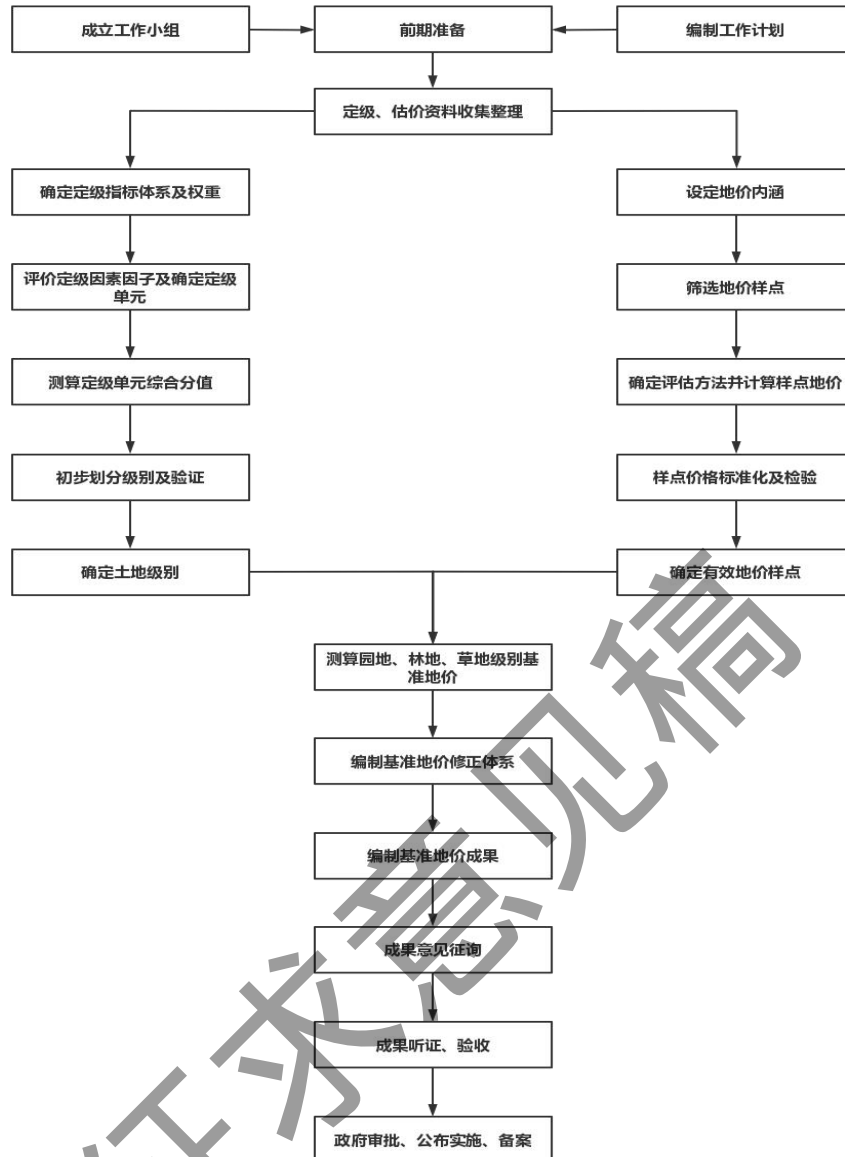 成立工作小组
前期准备
编制工作计划
定级、估价资料收集整理
确定定级指标体系及权重
设定地价内涵
评价定级因素因子及确定定级
单元
筛选地价样点
测算定级单元综合分值
确定评估方法并计算样点地价
初步划分级别及验证
样点价格标准化及检验
确定土地级别
确定有效地价样点
测算园地、林地、草地级别基
准地价
编制基准地价修正体系
编制基准地价成果
成果意见征询
成果听证、验收
政府审批、公布实施、备案
征求意见稿